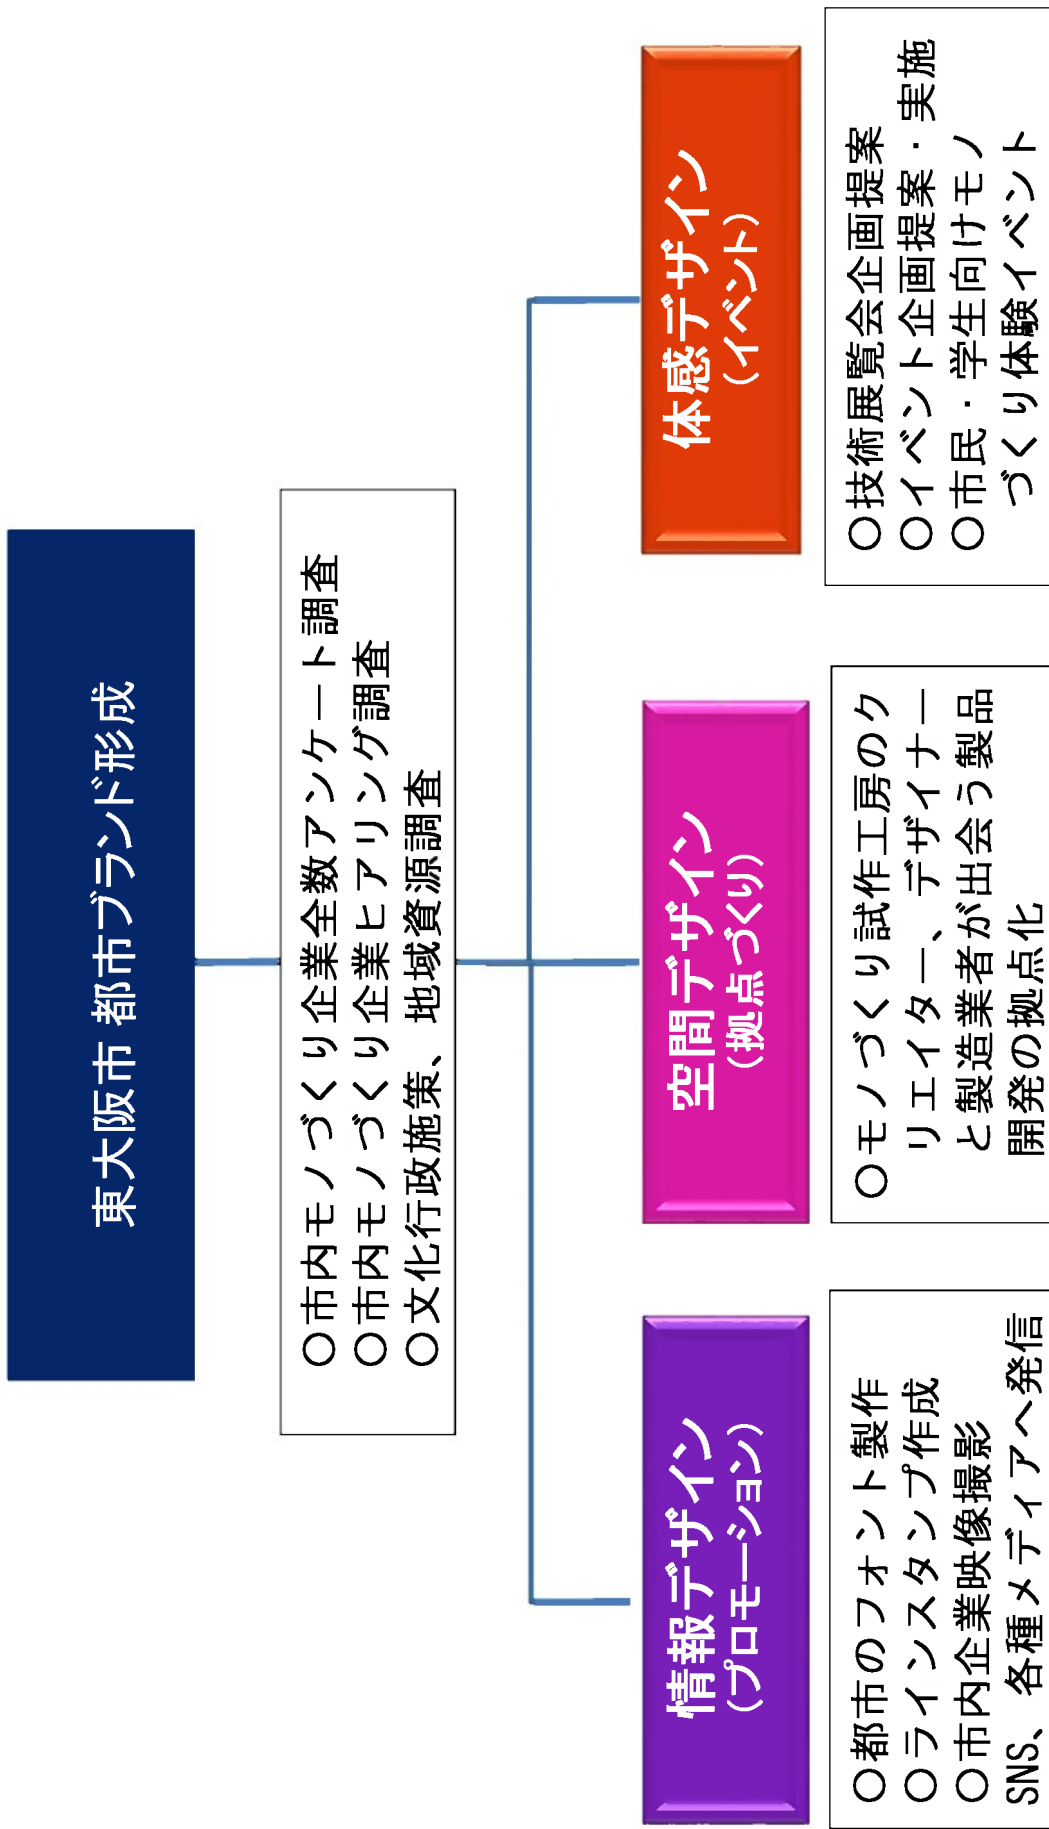 東大阪市 都市ブランド形成
○市内モノづくり企業全数アンケート調査
○市内モノづくり企業ヒアリング調査
○文化行政施策、地域資源調査
情報デザイン
(プロモーション)
○都市のフォント製作
○ラインスタンプ作成
○市内企業映像撮影
SNS、各種メディアへ発信
空間デザイン
(拠点づくり)
○モノづくり試作工房のク
リェイター、デザイナー
と製造業者が出会う製品
開発の拠点化
体感デザイン
(イベント)
○技術展覧会企画提案
○イベント企画提案・実施
○市民・学生向けモノ
づくり体験イベント